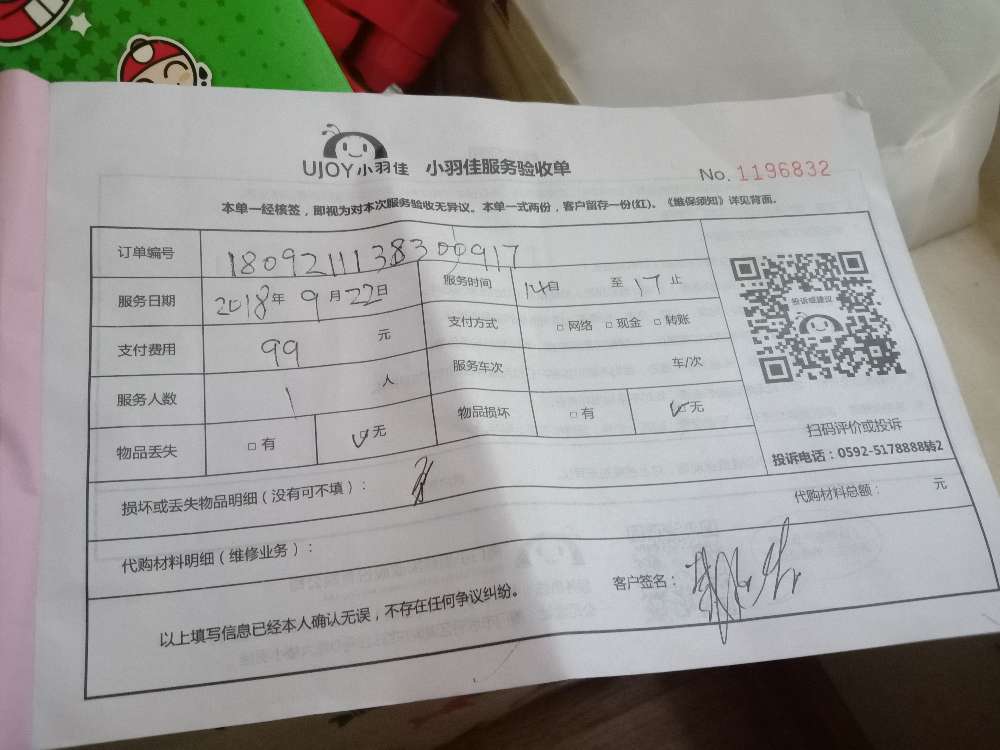 UJOY小羽佳 小羽佳服务验收单 No. 1196832
本单一经核签，即视为对本次服务验收无异议。本单一式两份，客户留存一份(红)。《维保须知》详见背面。
订单编号 1809211138300917
服务日期 2018年 9月 22日 服务时间 14自 至 17 止
支付费用 99 元 支付方式 □ 网络 □ 现金 □ 转账
服务人数 1 人 服务车次 车/次
物品丢失 □ 有 ☑ 无 物品损坏 □ 有 ☑ 无
投诉或建议
扫码评价或投诉
投诉电话：0592-5178888转2
损坏或丢失物品明细（没有可不填）：
代购材料明细（维修业务）： 代购材料总额： 元
以上填写信息已经本人确认无误，不存在任何争议纠纷。 客户签名：